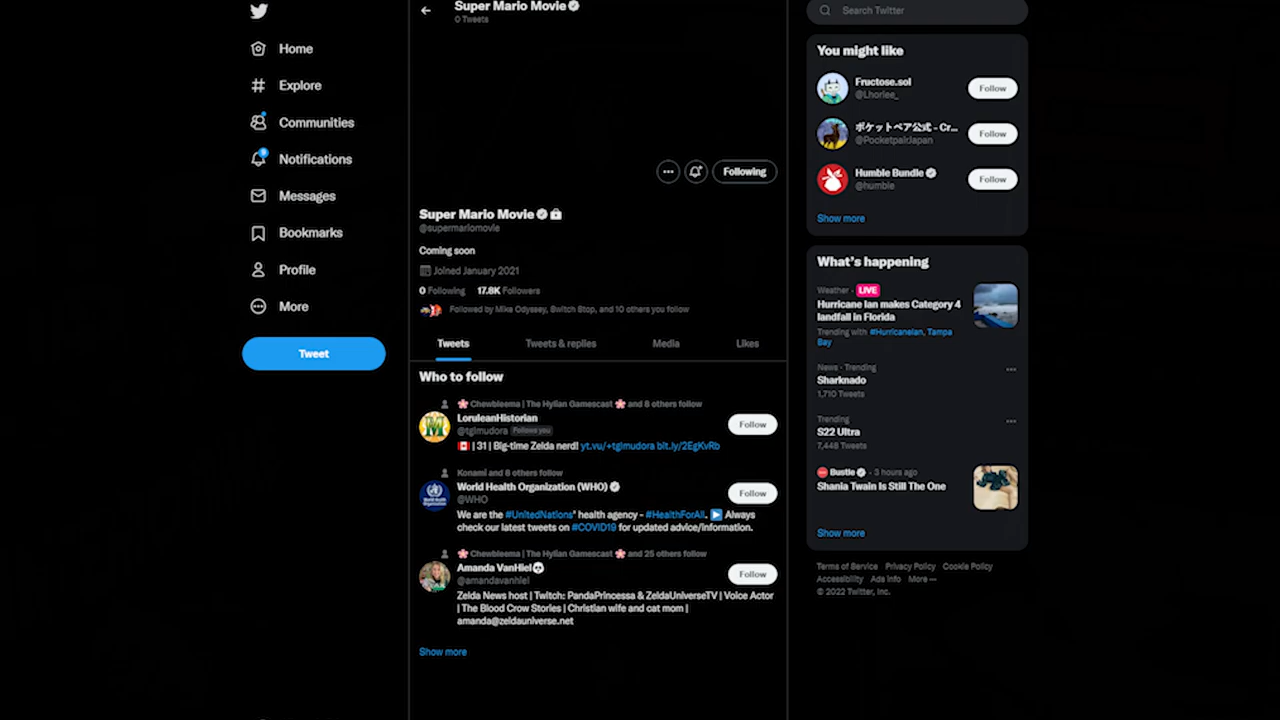 Home
Explore
Communities
Notifications
Messages
Bookmarks
Profile
More
Tweet
Super Mario Movie
0 Tweets
Following
Super Mario Movie
@supermariomovie
Coming soon
Joined January 2021
0 Following 17.8K Followers
Followed by Mike Odyssey, Switch Stop, and 10 others you follow
Tweets Tweets & replies Media Likes
Who to follow
Chewbleema | The Hylian Gamescast and 8 others follow
LoruleanHistorian
@tglmudora Follows you
Follow
| 31 | Big-time Zelda nerd! yt.vu/+tglmudora bit.ly/2EgKvRb
Konami and 8 others follow
World Health Organization (WHO)
@WHO
Follow
We are the #UnitedNations' health agency - #HealthForAll. Always
check our latest tweets on #COVID19 for updated advice/information.
Chewbleema | The Hylian Gamescast and 25 others follow
Amanda VanHiel
@amandavanhiel
Follow
Zelda News host | Twitch: PandaPrincessa & ZeldaUniverseTV | Voice Actor
| The Blood Crow Stories | Christian wife and cat mom |
amanda@zeldauniverse.net
Show more
Search Twitter
You might like
Fructose.sol
@Lhorlee_
Follow
ポケットペア公式 - Cr...
@PocketpairJapan
Follow
Humble Bundle
@humble
Follow
Show more
What's happening
Weather · LIVE
Hurricane Ian makes Category 4
landfall in Florida
Trending with #HurricaneIan, Tampa
Bay
News · Trending
Sharknado
1,710 Tweets
Trending
S22 Ultra
7,448 Tweets
Bustle · 3 hours ago
Shania Twain Is Still The One
Show more
Terms of Service Privacy Policy Cookie Policy
Accessibility Ads info More ···
© 2022 Twitter, Inc.